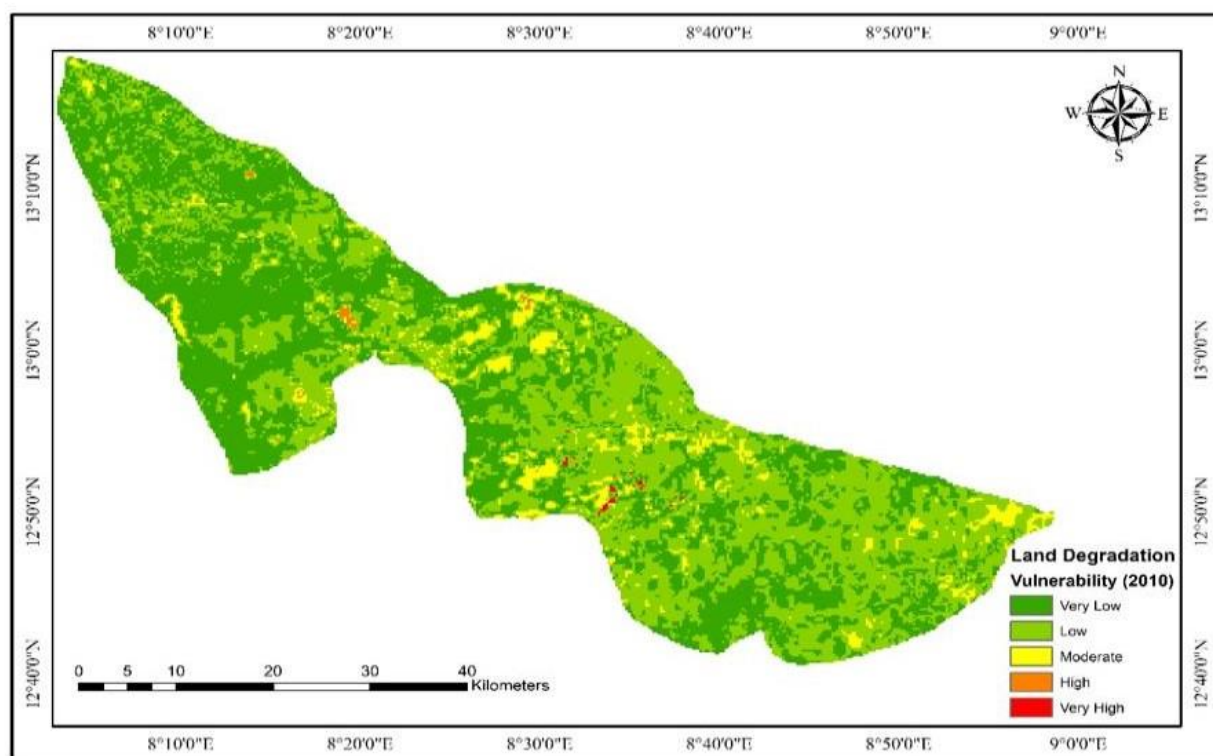 8°10'0"E 8°20'0"E 8°30'0"E 8°40'0"E 8°50'0"E 9°0'0"E
N
W E
S
13°10'0"N 13°10'0"N
13°0'0"N 13°0'0"N
12°50'0"N 12°50'0"N
12°40'0"N 12°40'0"N
Land Degradation
Vulnerability (2010)
Very Low
Low
Moderate
High
Very High
0 5 10 20 30 40
Kilometers
8°10'0"E 8°20'0"E 8°30'0"E 8°40'0"E 8°50'0"E 9°0'0"E